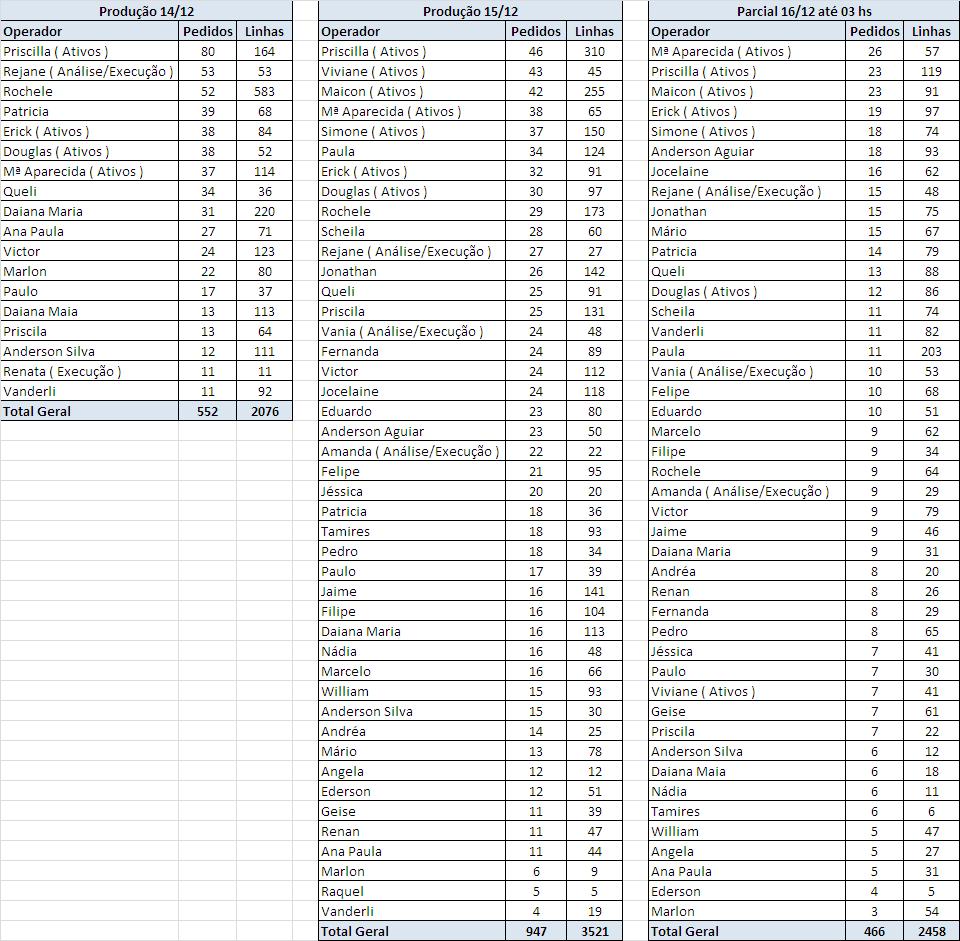 Produção 14/12
Operador Pedidos Linhas
Priscilla ( Ativos ) 80 164
Rejane ( Análise/Execução ) 53 53
Rochele 52 583
Patricia 39 68
Erick ( Ativos ) 38 84
Douglas ( Ativos ) 38 52
Mª Aparecida ( Ativos ) 37 114
Queli 34 36
Daiana Maria 31 220
Ana Paula 27 71
Victor 24 123
Marlon 22 80
Paulo 17 37
Daiana Maia 13 113
Priscila 13 64
Anderson Silva 12 111
Renata ( Execução ) 11 11
Vanderli 11 92
Total Geral 552 2076
Produção 15/12
Operador Pedidos Linhas
Priscilla ( Ativos ) 46 310
Viviane ( Ativos ) 43 45
Maicon ( Ativos ) 42 255
Mª Aparecida ( Ativos ) 38 65
Simone ( Ativos ) 37 150
Paula 34 124
Erick ( Ativos ) 32 91
Douglas ( Ativos ) 30 97
Rochele 29 173
Scheila 28 60
Rejane ( Análise/Execução ) 27 27
Jonathan 26 142
Queli 25 91
Priscila 25 131
Vania ( Análise/Execução ) 24 48
Fernanda 24 89
Victor 24 112
Jocelaine 24 118
Eduardo 23 80
Anderson Aguiar 23 50
Amanda ( Análise/Execução ) 22 22
Felipe 21 95
Jéssica 20 20
Patricia 18 36
Tamires 18 93
Pedro 18 34
Paulo 17 39
Jaime 16 141
Filipe 16 104
Daiana Maria 16 113
Nádia 16 48
Marcelo 16 66
William 15 93
Anderson Silva 15 30
Andréa 14 25
Mário 13 78
Angela 12 12
Ederson 12 51
Geise 11 39
Renan 11 47
Ana Paula 11 44
Marlon 6 9
Raquel 5 5
Vanderli 4 19
Total Geral 947 3521
Parcial 16/12 até 03 hs
Operador Pedidos Linhas
Mª Aparecida ( Ativos ) 26 57
Priscilla ( Ativos ) 23 119
Maicon ( Ativos ) 23 91
Erick ( Ativos ) 19 97
Simone ( Ativos ) 18 74
Anderson Aguiar 18 93
Jocelaine 16 62
Rejane ( Análise/Execução ) 15 48
Jonathan 15 75
Mário 15 67
Patricia 14 79
Queli 13 88
Douglas ( Ativos ) 12 86
Scheila 11 74
Vanderli 11 82
Paula 11 203
Vania ( Análise/Execução ) 10 53
Felipe 10 68
Eduardo 10 51
Marcelo 9 62
Filipe 9 34
Rochele 9 64
Amanda ( Análise/Execução ) 9 29
Victor 9 79
Jaime 9 46
Daiana Maria 9 31
Andréa 8 20
Renan 8 26
Fernanda 8 29
Pedro 8 65
Jéssica 7 41
Paulo 7 30
Viviane ( Ativos ) 7 41
Geise 7 61
Priscila 7 22
Anderson Silva 6 12
Daiana Maia 6 18
Nádia 6 11
Tamires 6 6
William 5 47
Angela 5 27
Ana Paula 5 31
Ederson 4 5
Marlon 3 54
Total Geral 466 2458